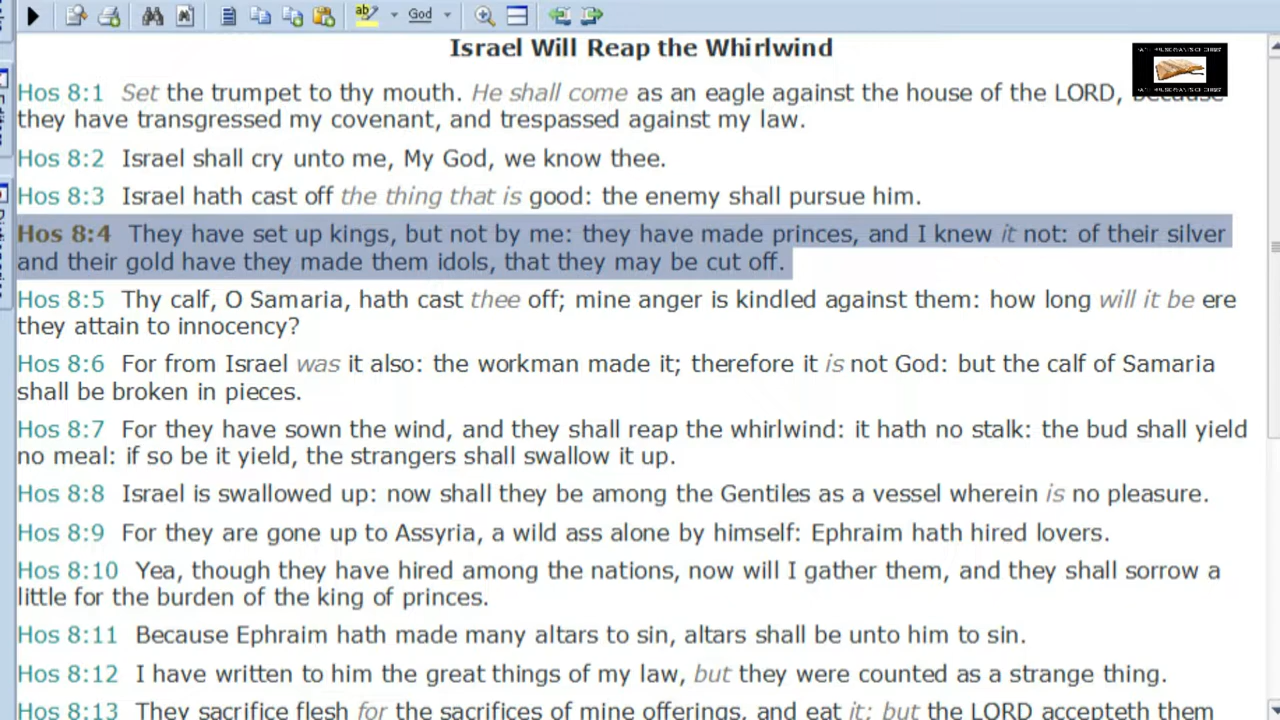 God
Israel Will Reap the Whirlwind
Hos 8:1 Set the trumpet to thy mouth. He shall come as an eagle against the house of the LORD, because
they have transgressed my covenant, and trespassed against my law.
Hos 8:2 Israel shall cry unto me, My God, we know thee.
Hos 8:3 Israel hath cast off the thing that is good: the enemy shall pursue him.
Hos 8:4 They have set up kings, but not by me: they have made princes, and I knew it not: of their silver
and their gold have they made them idols, that they may be cut off.
Hos 8:5 Thy calf, O Samaria, hath cast thee off; mine anger is kindled against them: how long will it be ere
they attain to innocency?
Hos 8:6 For from Israel was it also: the workman made it; therefore it is not God: but the calf of Samaria
shall be broken in pieces.
Hos 8:7 For they have sown the wind, and they shall reap the whirlwind: it hath no stalk: the bud shall yield
no meal: if so be it yield, the strangers shall swallow it up.
Hos 8:8 Israel is swallowed up: now shall they be among the Gentiles as a vessel wherein is no pleasure.
Hos 8:9 For they are gone up to Assyria, a wild ass alone by himself: Ephraim hath hired lovers.
Hos 8:10 Yea, though they have hired among the nations, now will I gather them, and they shall sorrow a
little for the burden of the king of princes.
Hos 8:11 Because Ephraim hath made many altars to sin, altars shall be unto him to sin.
Hos 8:12 I have written to him the great things of my law, but they were counted as a strange thing.
Hos 8:13 They sacrifice flesh for the sacrifices of mine offerings, and eat it; but the LORD accepteth them